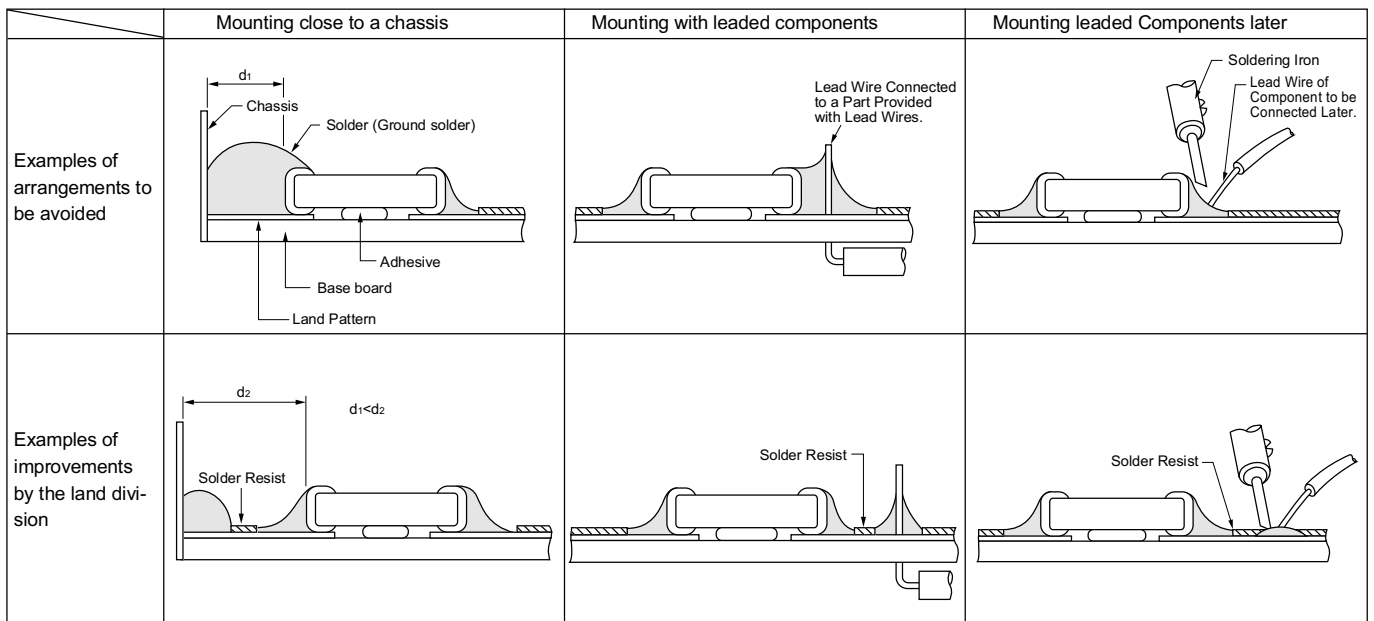 Mounting close to a chassis
Mounting with leaded components
Mounting leaded Components later
Examples of
arrangements to
be avoided
d1
Chassis
Solder (Ground solder)
Adhesive
Base board
Land Pattern
Lead Wire Connected
to a Part Provided
with Lead Wires.
Soldering Iron
Lead Wire of
Component to be
Connected Later.
Examples of
improvements
by the land divi-
sion
d2
d1<d2
Solder Resist
Solder Resist
Solder Resist